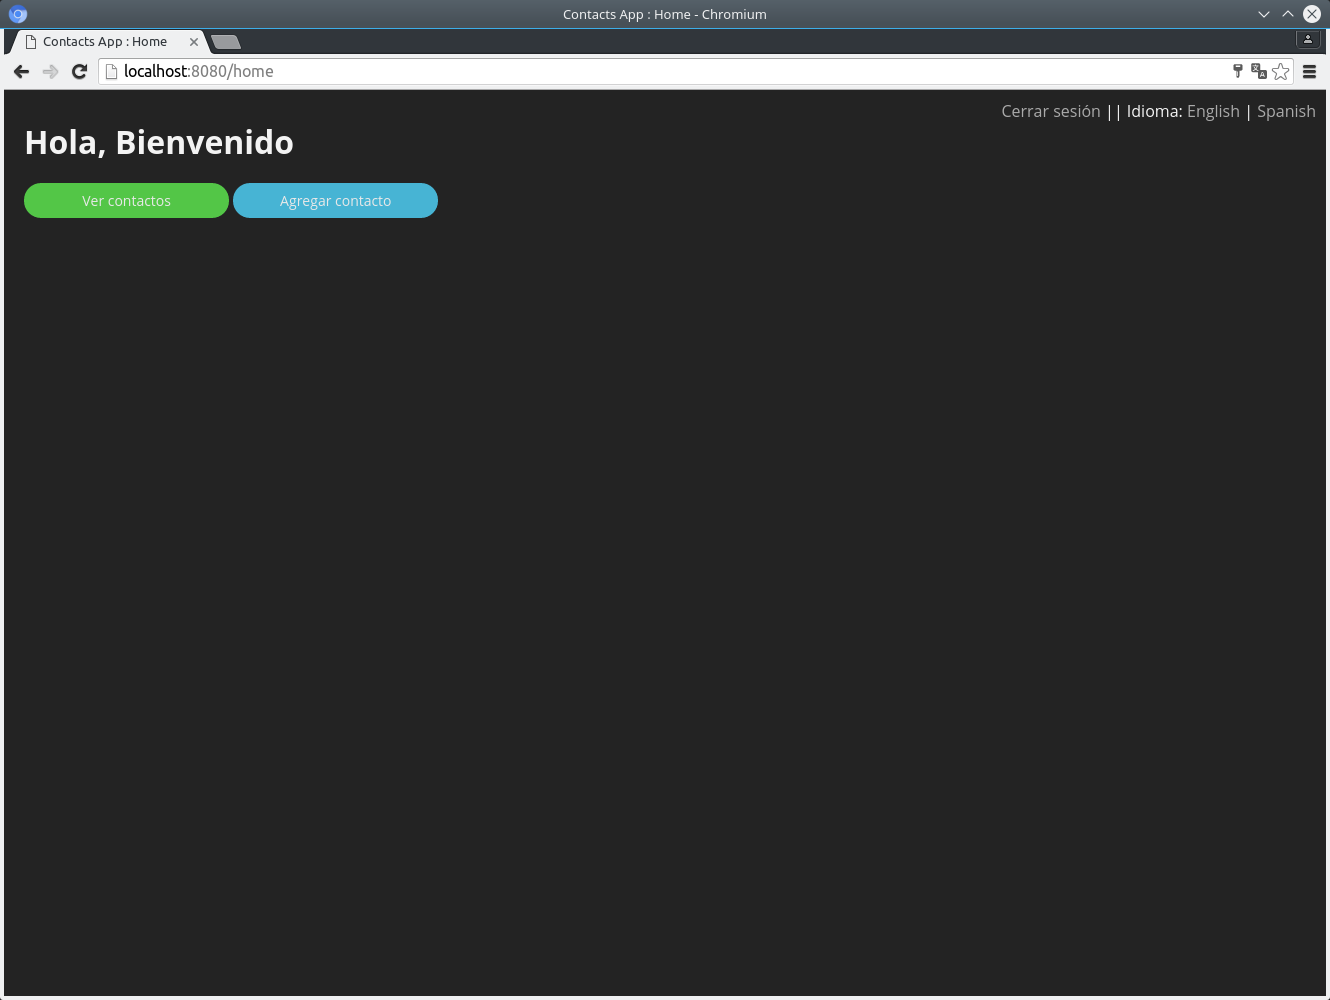 Contacts App : Home - Chromium
Contacts App : Home
localhost:8080/home
Cerrar sesión || Idioma: English | Spanish
Hola, Bienvenido
Ver contactos Agregar contacto